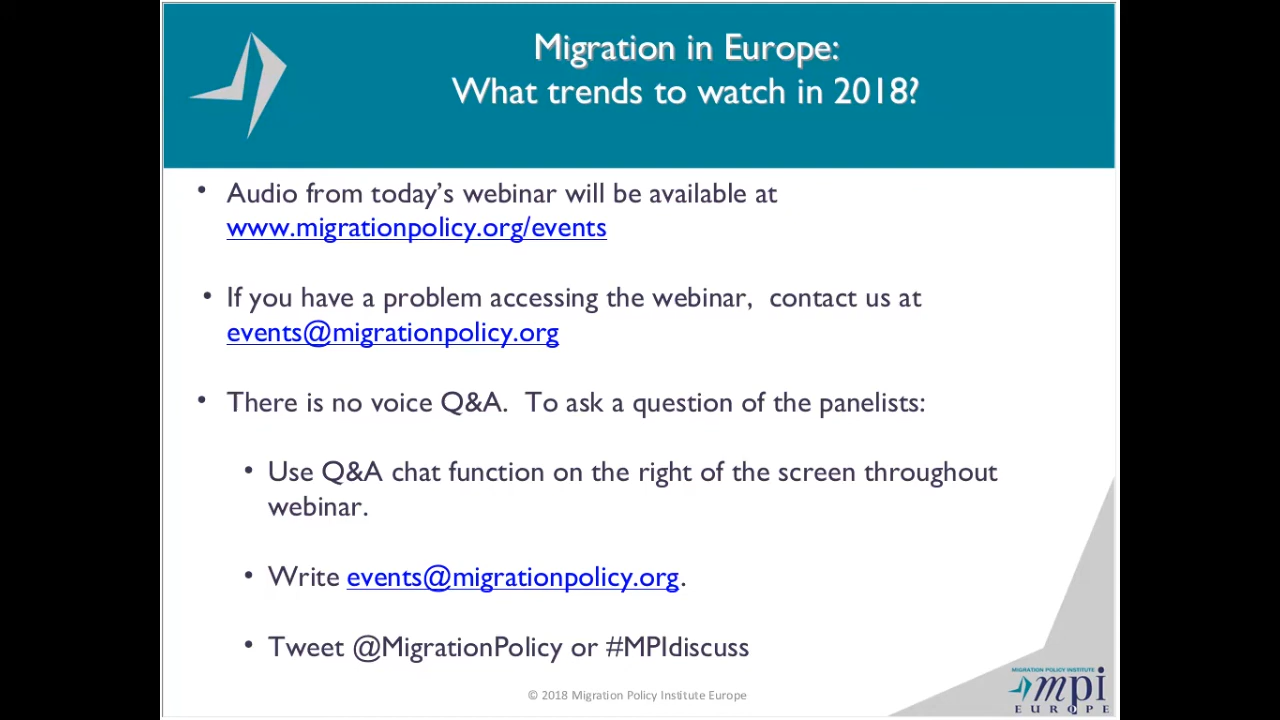 Migration in Europe:
What trends to watch in 2018?
• Audio from today's webinar will be available at
www.migrationpolicy.org/events
• If you have a problem accessing the webinar,  contact us at
events@migrationpolicy.org
• There is no voice Q&A.  To ask a question of the panelists:
• Use Q&A chat function on the right of the screen throughout
webinar.
• Write events@migrationpolicy.org.
• Tweet @MigrationPolicy or #MPIdiscuss
© 2018 Migration Policy Institute Europe
MIGRATION POLICY INSTITUTE
mpi
EUROPE